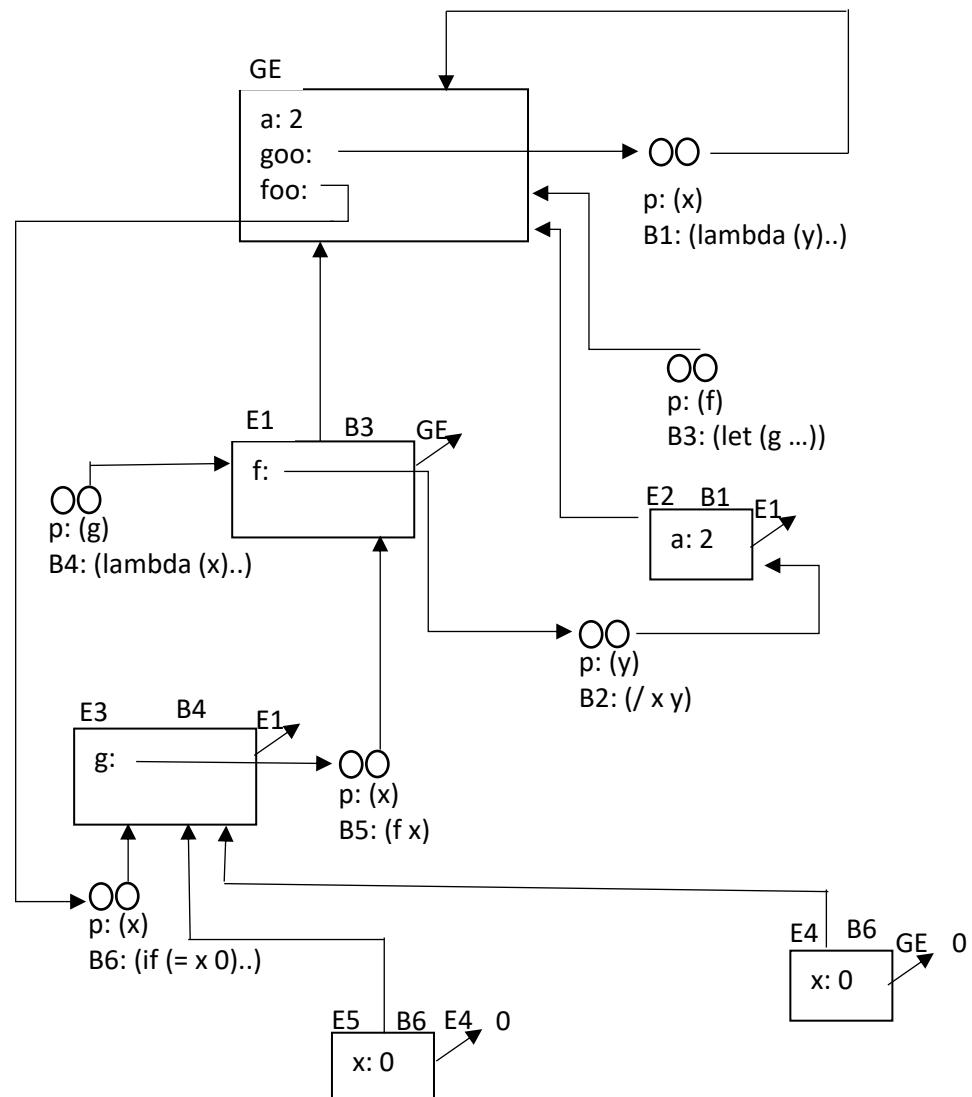 GE
a: 2
goo:
foo:
p: (x)
B1: (lambda (y)..)
p: (f)
B3: (let (g ...))
E1 B3 GE
f:
p: (g)
B4: (lambda (x)..)
E2 B1 E1
a: 2
p: (y)
B2: (/ x y)
E3 B4 E1
g:
p: (x)
B5: (f x)
p: (x)
B6: (if (= x 0)..)
E4 B6 GE 0
x: 0
E5 B6 E4 0
x: 0